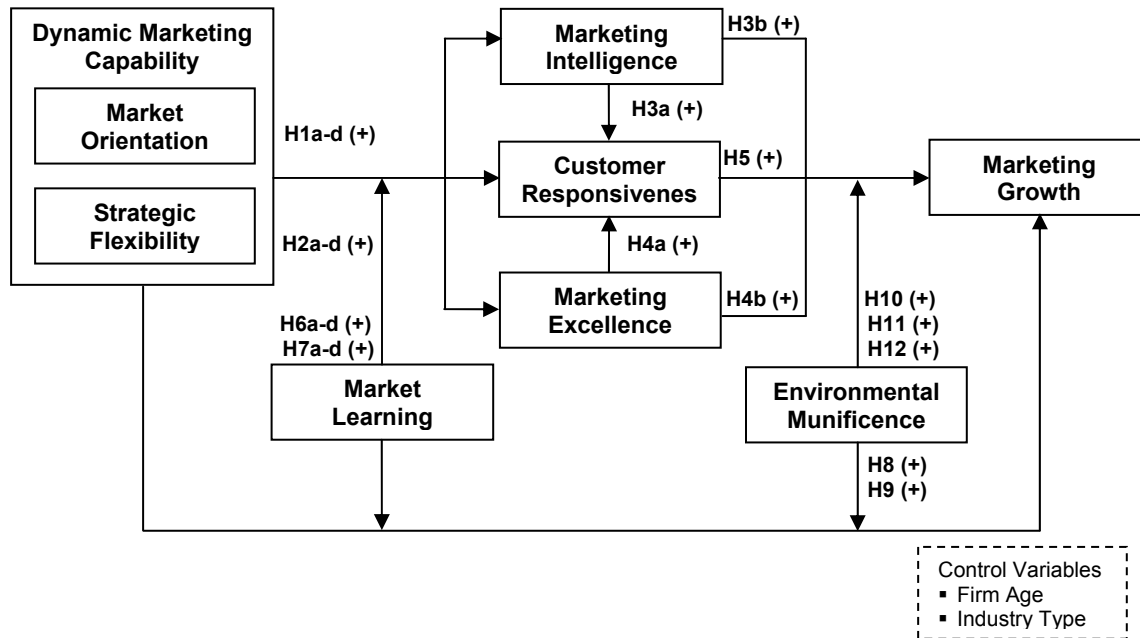 Dynamic Marketing
Capability
Market
Orientation
Strategic
Flexibility
H1a-d (+)
H2a-d (+)
H6a-d (+)
H7a-d (+)
Market
Learning
Marketing
Intelligence
H3b (+)
H3a (+)
Customer
Responsivenes
H5 (+)
H4a (+)
Marketing
Excellence
H4b (+)
Marketing
Growth
H10 (+)
H11 (+)
H12 (+)
Environmental
Munificence
H8 (+)
H9 (+)
Control Variables
▪ Firm Age
▪ Industry Type